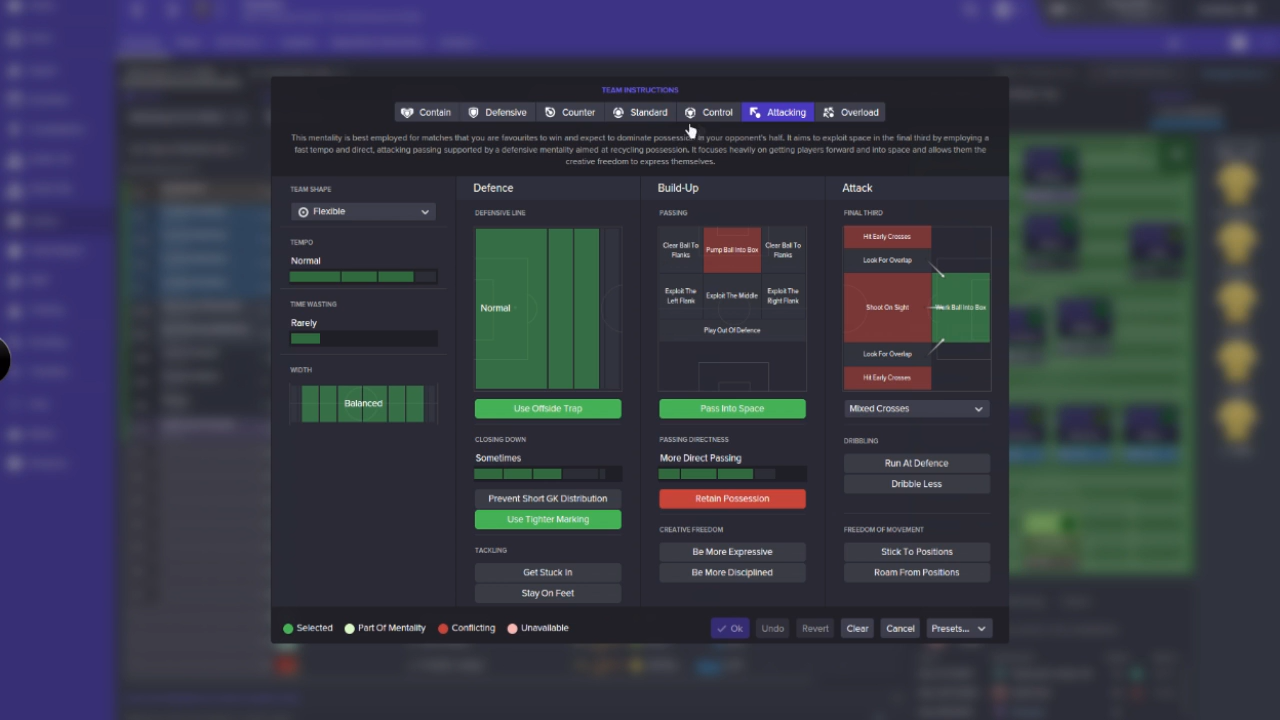 TEAM INSTRUCTIONS
Contain Defensive Counter Standard Control Attacking Overload
This mentality is best employed for matches that you are favourites to win and expect to dominate possession in your opponent's half. It aims to exploit space in the final third by employing a
fast tempo and direct, attacking passing supported by a defensive mentality aimed at recycling possession. It focuses heavily on getting players forward and into space and allows them the
creative freedom to express themselves.
TEAM SHAPE
Flexible
TEMPO
Normal
TIME WASTING
Rarely
WIDTH
Balanced
Defence
DEFENSIVE LINE
Normal
Use Offside Trap
CLOSING DOWN
Sometimes
Prevent Short GK Distribution
Use Tighter Marking
TACKLING
Get Stuck In
Stay On Feet
Build-Up
PASSING
Clear Ball To
Flanks
Pump Ball Into Box
Clear Ball To
Flanks
Exploit The
Left Flank
Exploit The Middle
Exploit The
Right Flank
Play Out Of Defence
Pass Into Space
PASSING DIRECTNESS
More Direct Passing
Retain Possession
CREATIVE FREEDOM
Be More Expressive
Be More Disciplined
Attack
FINAL THIRD
Hit Early Crosses
Look For Overlap
Shoot On Sight
Work Ball Into Box
Look For Overlap
Hit Early Crosses
Mixed Crosses
DRIBBLING
Run At Defence
Dribble Less
FREEDOM OF MOVEMENT
Stick To Positions
Roam From Positions
Selected Part Of Mentality Conflicting Unavailable
Ok Undo Revert Clear Cancel Presets...